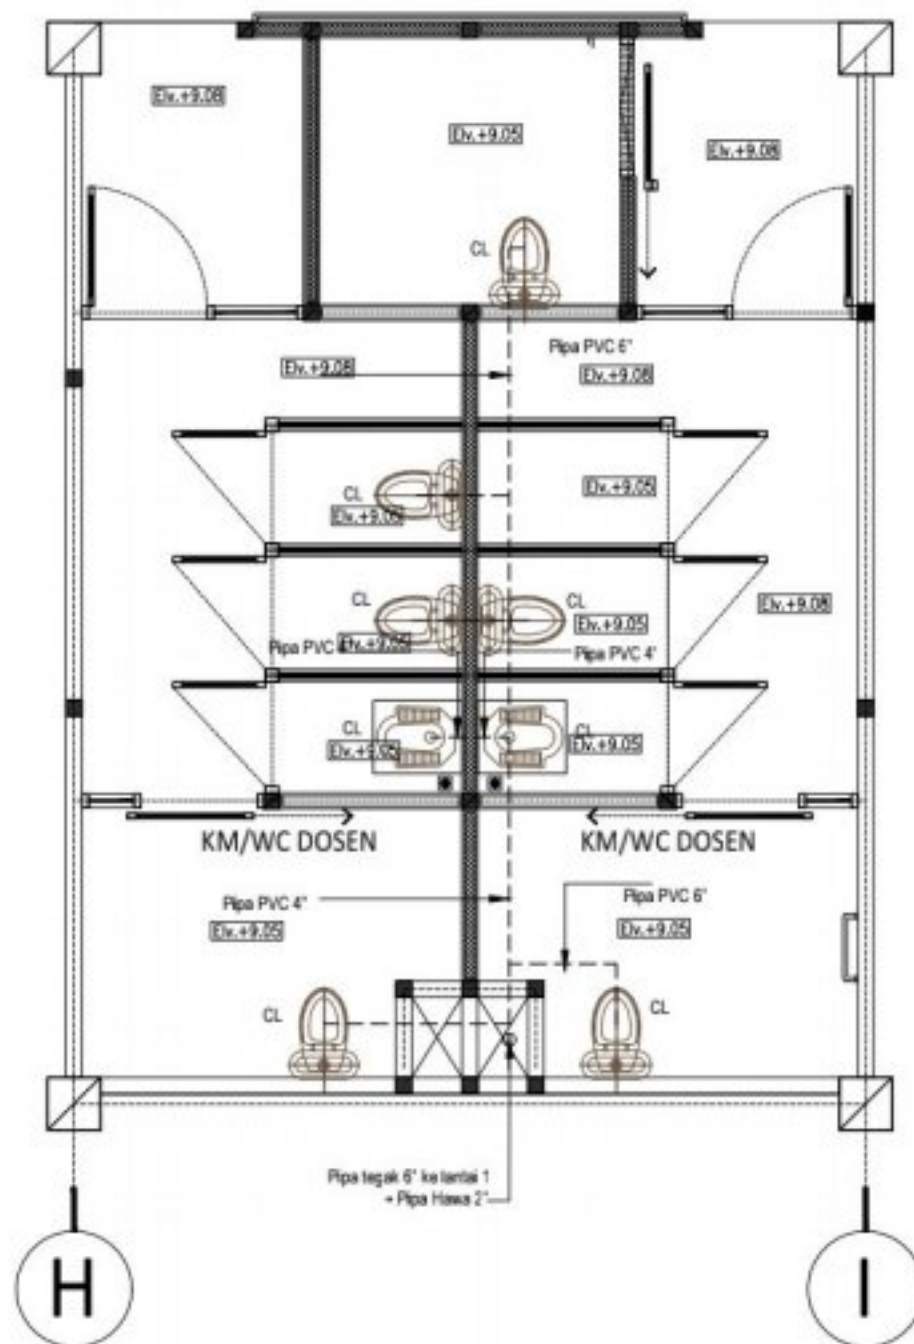 Elv.+9.08
Elv.+9.05
Elv.+9.08
CL
Pipa PVC 6"
Elv.+9.08
Elv.+9.08
CL
Elv.+9.05
Elv.+9.05
CL
CL
Elv.+9.05
Elv.+9.05
Elv.+9.08
Pipa PVC
Pipa PVC 4"
CL
CL
Elv.+9.05
Elv.+9.05
KM/WC DOSEN
KM/WC DOSEN
Pipa PVC 4"
Pipa PVC 6"
Elv.+9.05
Elv.+9.05
CL
CL
Pipa tegak 6" ke lantai 1
+ Pipa Hawa 2"
H
I